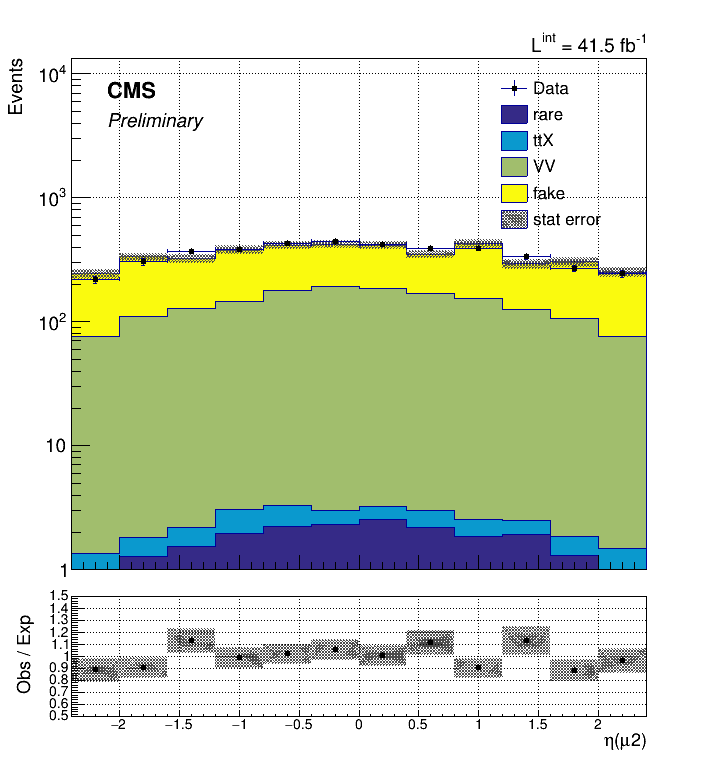 L^int = 41.5 fb^-1
Events
CMS
Preliminary
Data
rare
ttX
VV
fake
stat error
10^4
10^3
10^2
10
1
Obs / Exp
1.5
1.4
1.3
1.2
1.1
1
0.9
0.8
0.7
0.6
0.5
−2 −1.5 −1 −0.5 0 0.5 1 1.5 2
η(μ2)